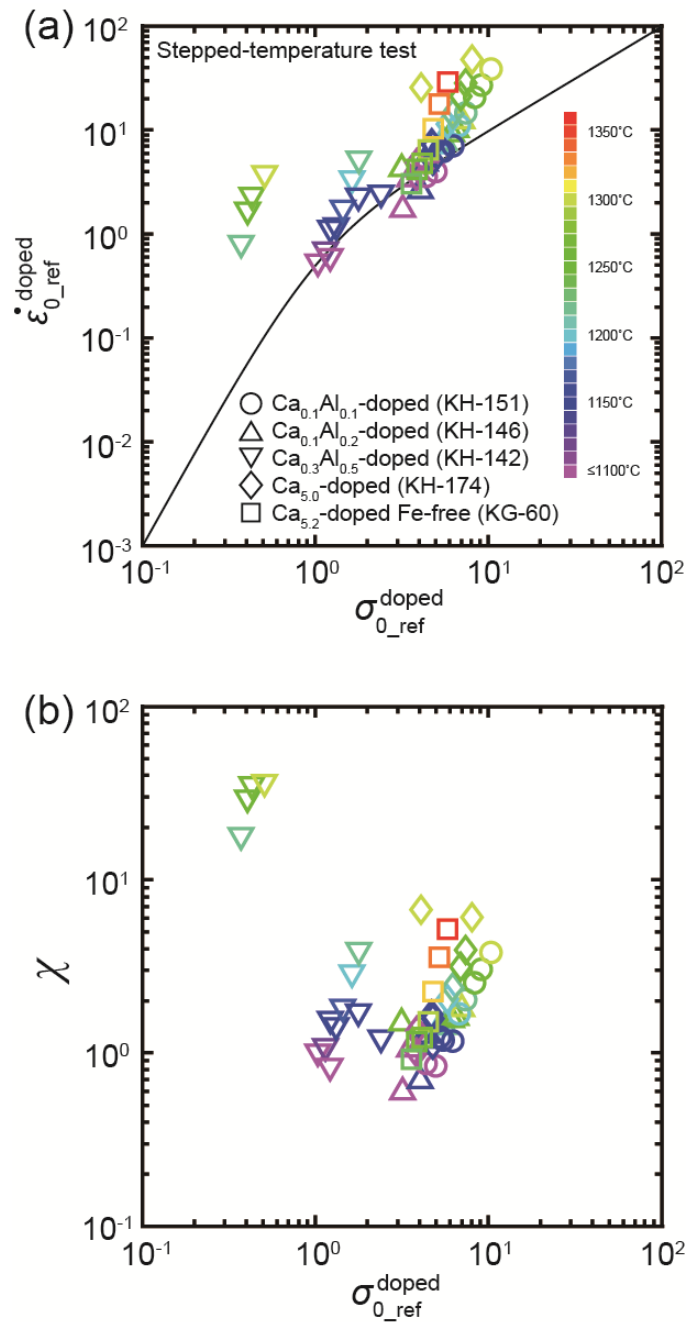 (a)
10²
Stepped-temperature test
10¹
1350°C
1300°C
10⁰
1250°C
ε̇₀_ref^doped
10⁻¹
1200°C
Ca₀.₁Al₀.₁-doped (KH-151)
1150°C
Ca₀.₁Al₀.₂-doped (KH-146)
10⁻²
Ca₀.₃Al₀.₅-doped (KH-142)
Ca₅.₀-doped (KH-174)
≤1100°C
Ca₅.₂-doped Fe-free (KG-60)
10⁻³
10⁻¹ 10⁰ 10¹ 10²
σ₀_ref^doped
(b)
10²
10¹
χ
10⁰
10⁻¹
10⁻¹ 10⁰ 10¹ 10²
σ₀_ref^doped